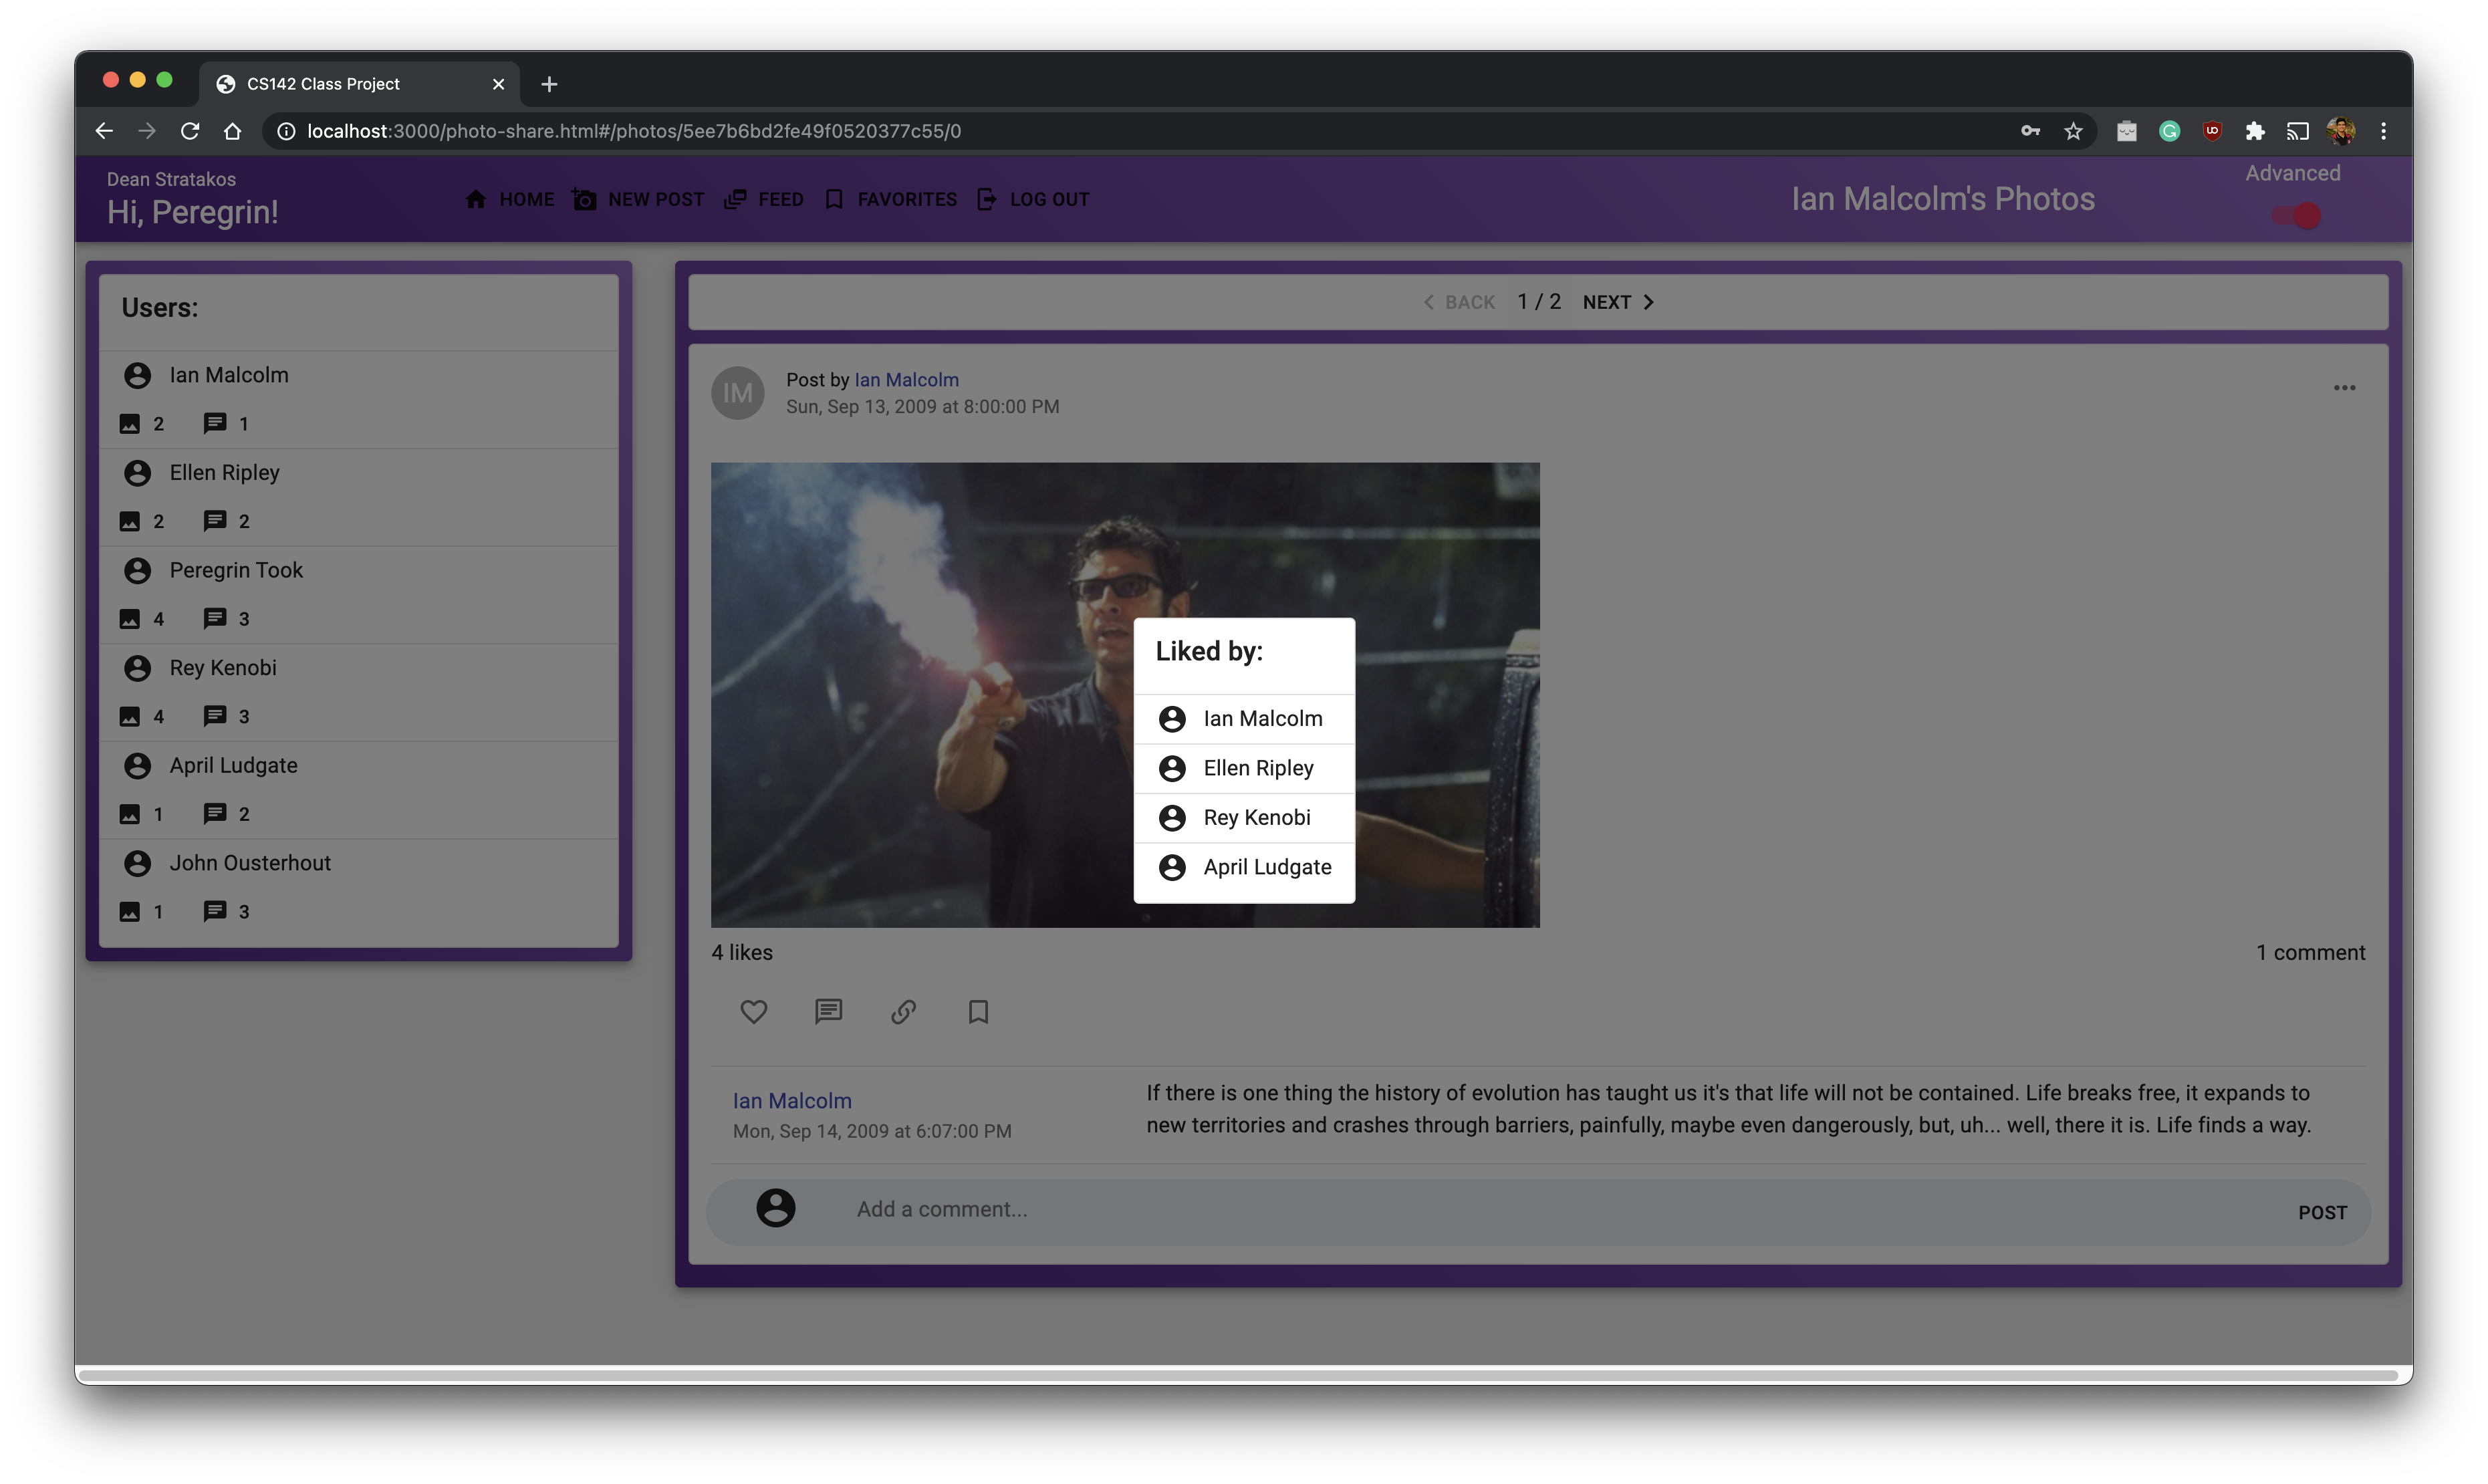 CS142 Class Project
localhost:3000/photo-share.html#/photos/5ee7b6bd2fe49f0520377c55/0
Dean Stratakos
Hi, Peregrin!
HOME
NEW POST
FEED
FAVORITES
LOG OUT
Ian Malcolm's Photos
Advanced
Users:
Ian Malcolm
2 1
Ellen Ripley
2 2
Peregrin Took
4 3
Rey Kenobi
4 3
April Ludgate
1 2
John Ousterhout
1 3
BACK 1 / 2 NEXT
IM
Post by Ian Malcolm
Sun, Sep 13, 2009 at 8:00:00 PM
Liked by:
Ian Malcolm
Ellen Ripley
Rey Kenobi
April Ludgate
4 likes
1 comment
Ian Malcolm
Mon, Sep 14, 2009 at 6:07:00 PM
If there is one thing the history of evolution has taught us it's that life will not be contained. Life breaks free, it expands to
new territories and crashes through barriers, painfully, maybe even dangerously, but, uh... well, there it is. Life finds a way.
Add a comment...
POST